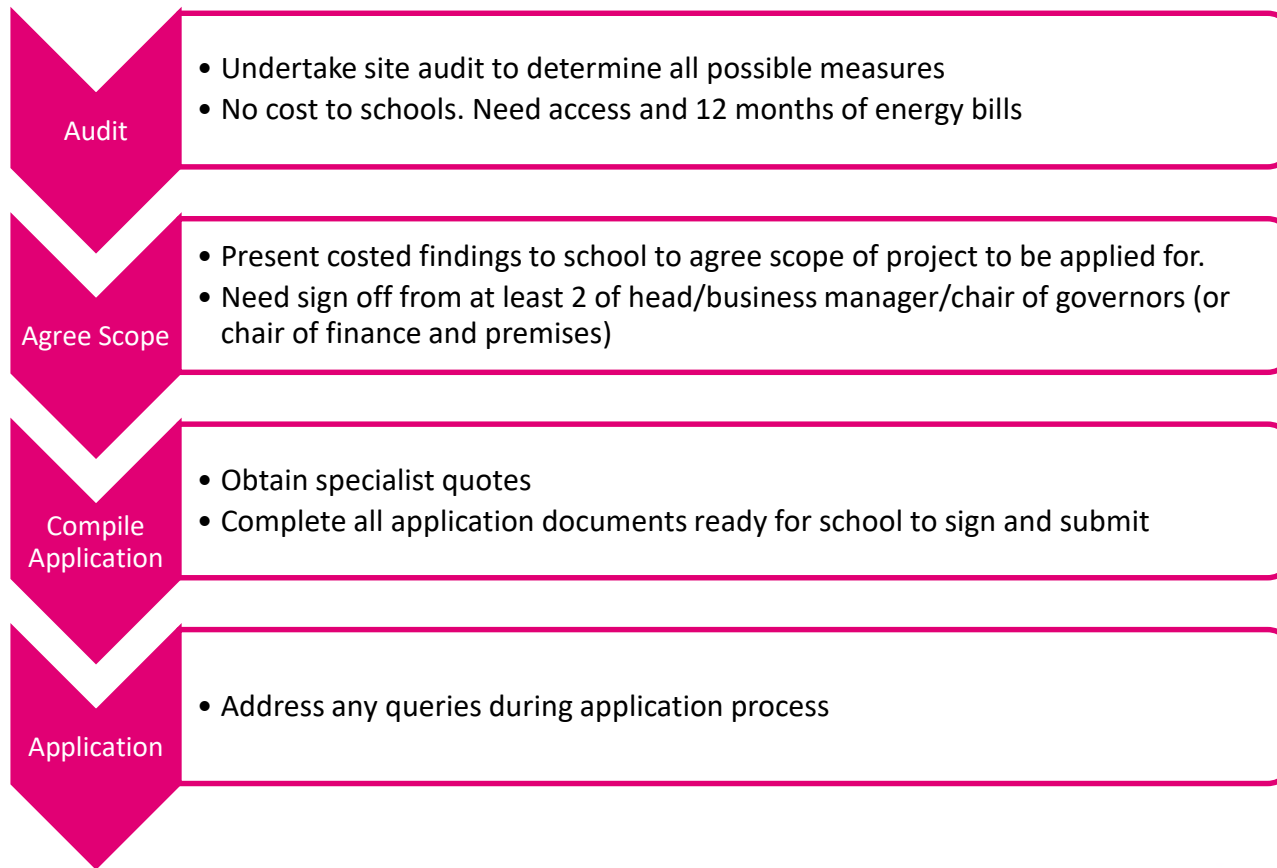 Audit
• Undertake site audit to determine all possible measures
• No cost to schools. Need access and 12 months of energy bills
Agree Scope
• Present costed findings to school to agree scope of project to be applied for.
• Need sign off from at least 2 of head/business manager/chair of governors (or
chair of finance and premises)
Compile
Application
• Obtain specialist quotes
• Complete all application documents ready for school to sign and submit
Application
• Address any queries during application process